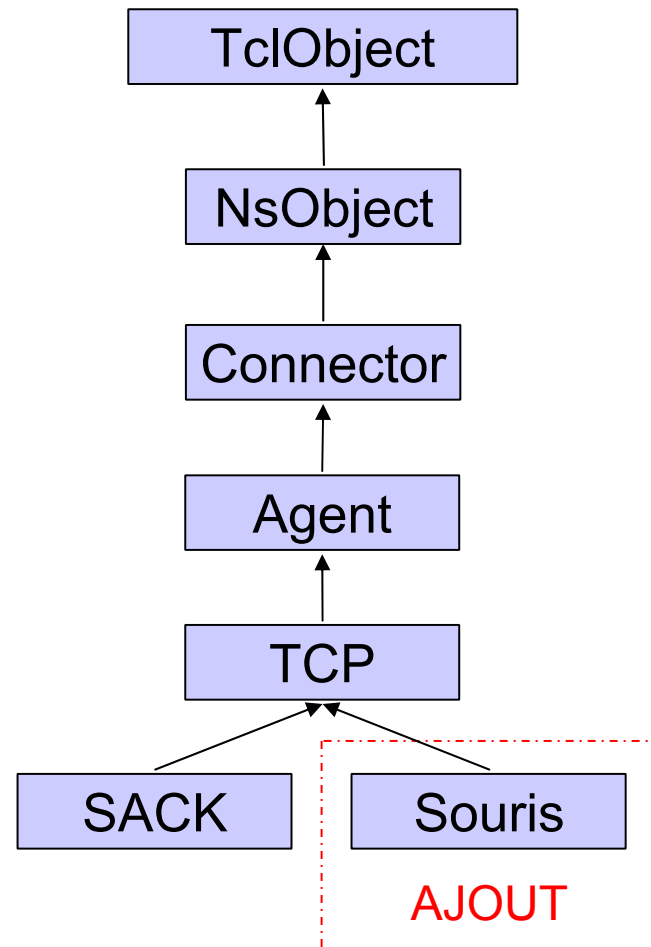 TclObject
NsObject
Connector
Agent
TCP
SACK
Souris
AJOUT